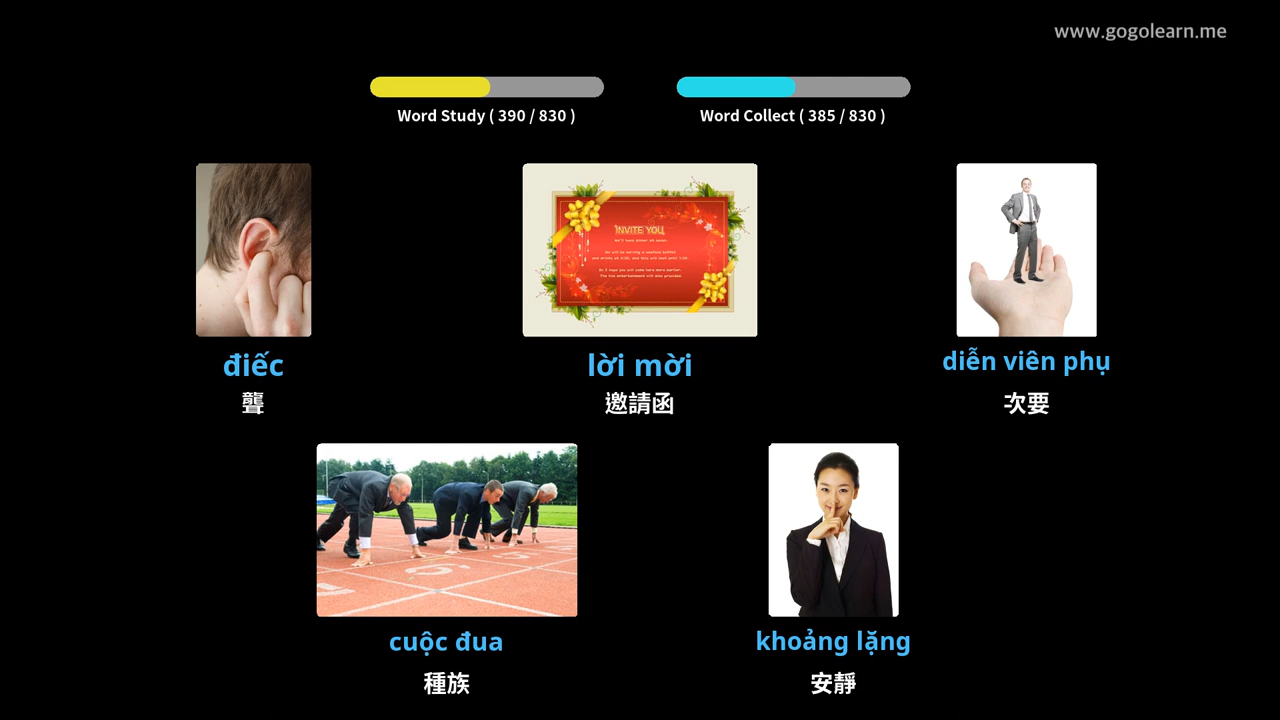 www.gogolearn.me
Word Study ( 390 / 830 )
Word Collect ( 385 / 830 )
INVITE YOU
điếc
聾
lời mời
邀請函
diễn viên phụ
次要
cuộc đua
種族
khoảng lặng
安靜